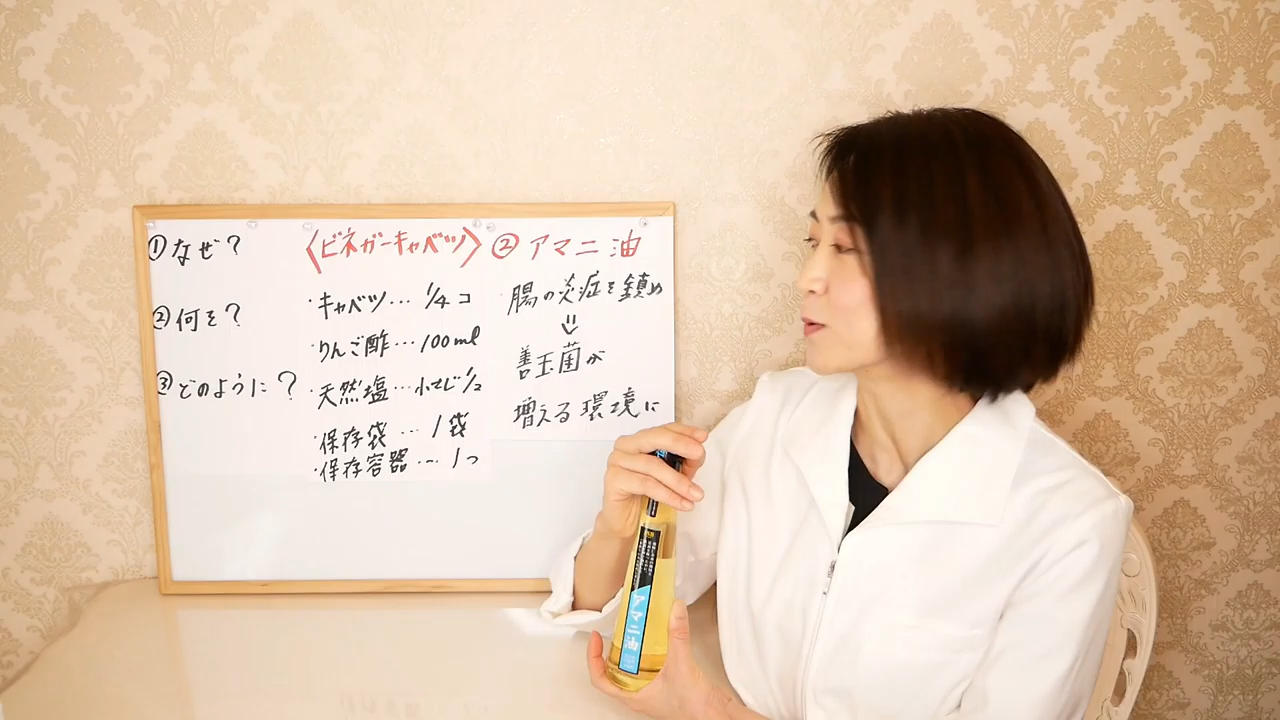 ①なぜ?
②何を?
③どのように?
〈ビネガーキャベツ〉
・キャベツ… 1/4コ
・りんご酢…100ml
・天然塩…小さじ1/2
・保存袋…1袋
・保存容器…1つ
②アマニ油
・腸の炎症を鎮め
⇓
善玉菌が
増える環境に
アマニ油